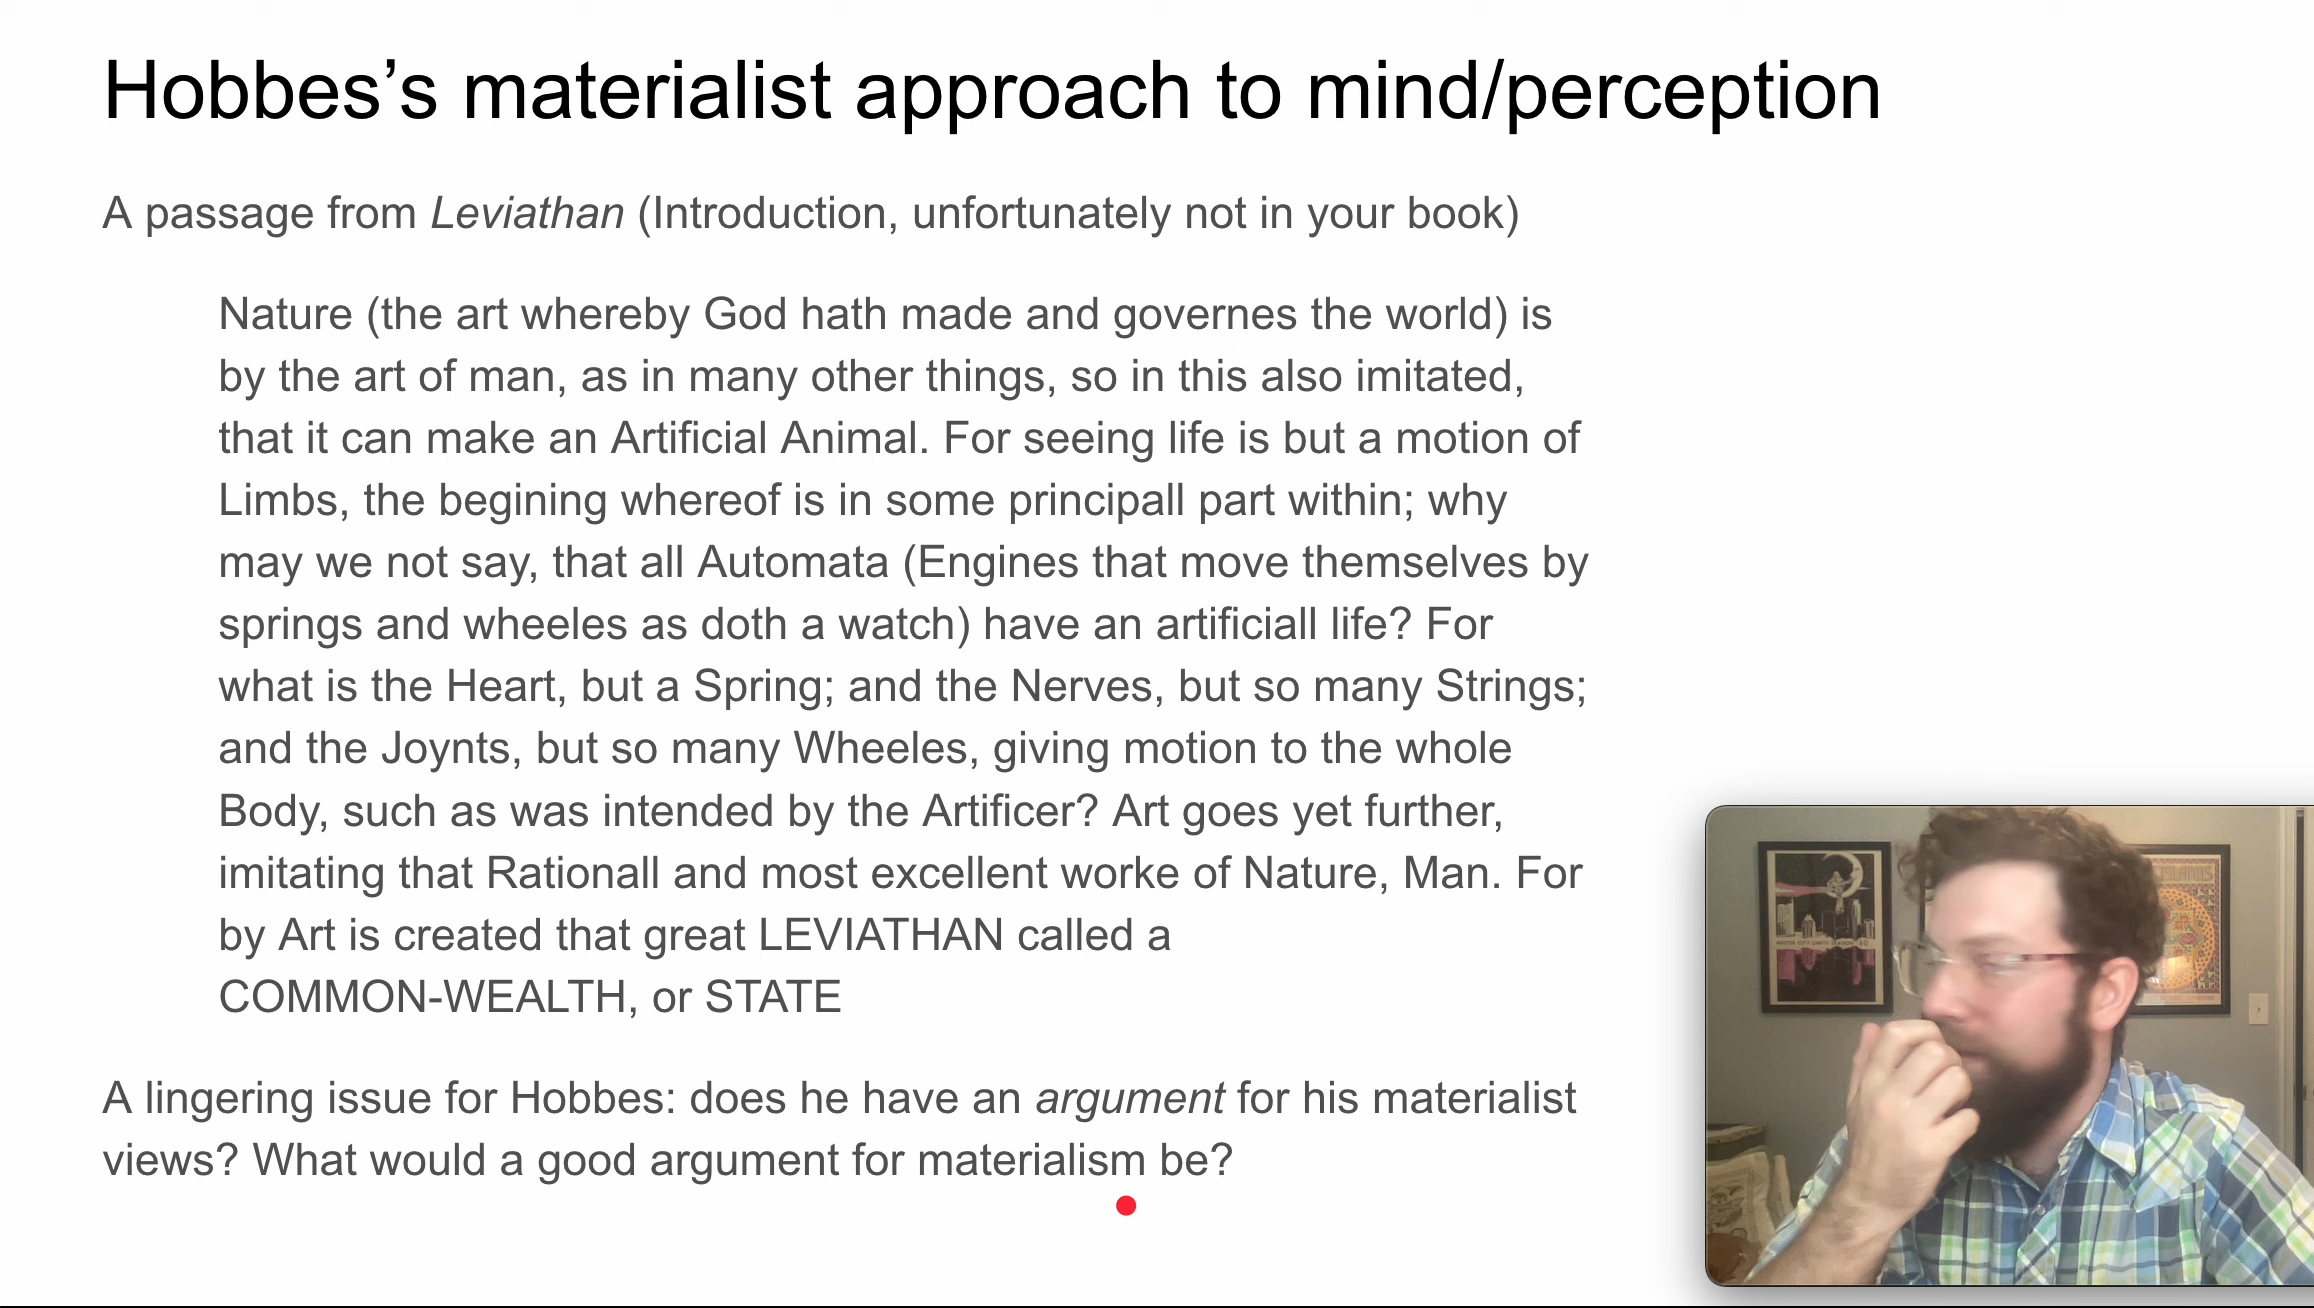 Hobbes’s materialist approach to mind/perception
A passage from Leviathan (Introduction, unfortunately not in your book)
Nature (the art whereby God hath made and governes the world) is
by the art of man, as in many other things, so in this also imitated,
that it can make an Artificial Animal. For seeing life is but a motion of
Limbs, the begining whereof is in some principall part within; why
may we not say, that all Automata (Engines that move themselves by
springs and wheeles as doth a watch) have an artificiall life? For
what is the Heart, but a Spring; and the Nerves, but so many Strings;
and the Joynts, but so many Wheeles, giving motion to the whole
Body, such as was intended by the Artificer? Art goes yet further,
imitating that Rationall and most excellent worke of Nature, Man. For
by Art is created that great LEVIATHAN called a
COMMON-WEALTH, or STATE
A lingering issue for Hobbes: does he have an argument for his materialist
views? What would a good argument for materialism be?